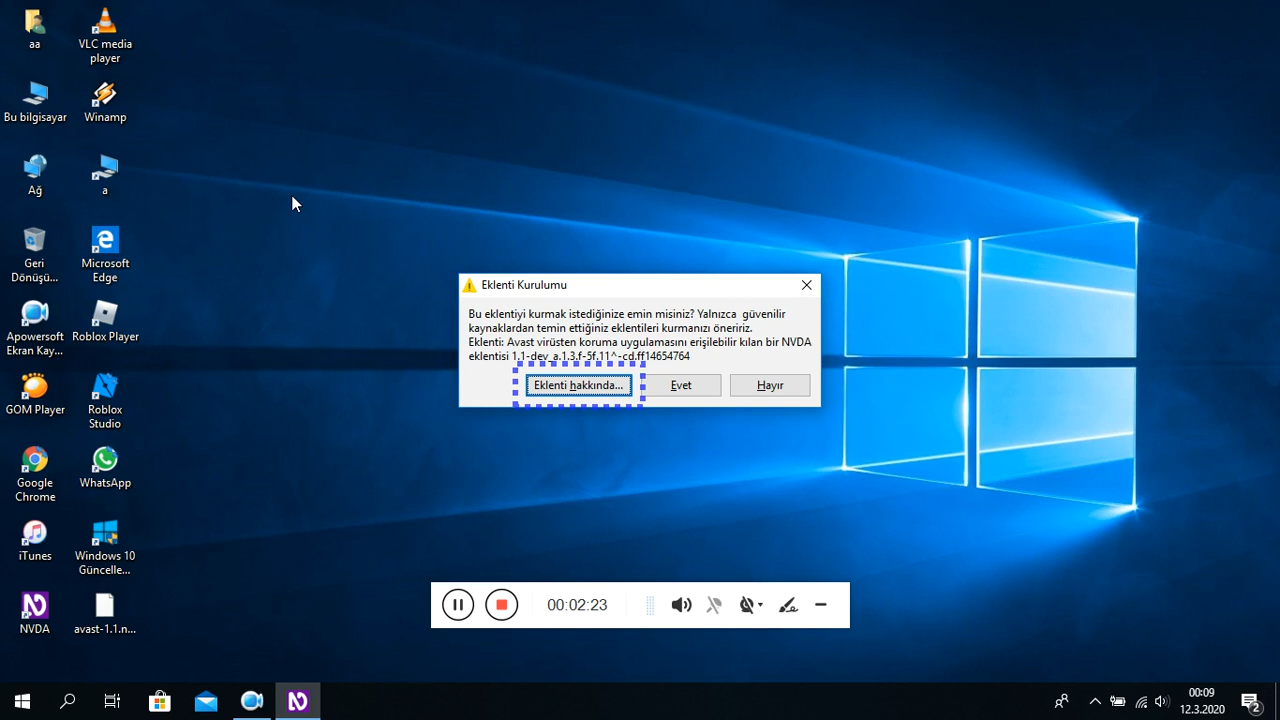 aa
VLC media
player
Bu bilgisayar
Winamp
Ağ
a
Geri
Dönüşü...
Microsoft
Edge
Apowersoft
Ekran Kay...
Roblox Player
GOM Player
Roblox
Studio
Google
Chrome
WhatsApp
iTunes
Windows 10
Güncelle...
NVDA
avast-1.1.n...
Eklenti Kurulumu
Bu eklentiyi kurmak istediğinize emin misiniz? Yalnızca  güvenilir
kaynaklardan temin ettiğiniz eklentileri kurmanızı öneririz.
Eklenti: Avast virüsten koruma uygulamasını erişilebilir kılan bir NVDA
eklentisi 1.1-dev_a.1.3.f-5f.11^-cd.ff14654764
Eklenti hakkında...
Evet
Hayır
00:02:23
00:09
12.3.2020
2